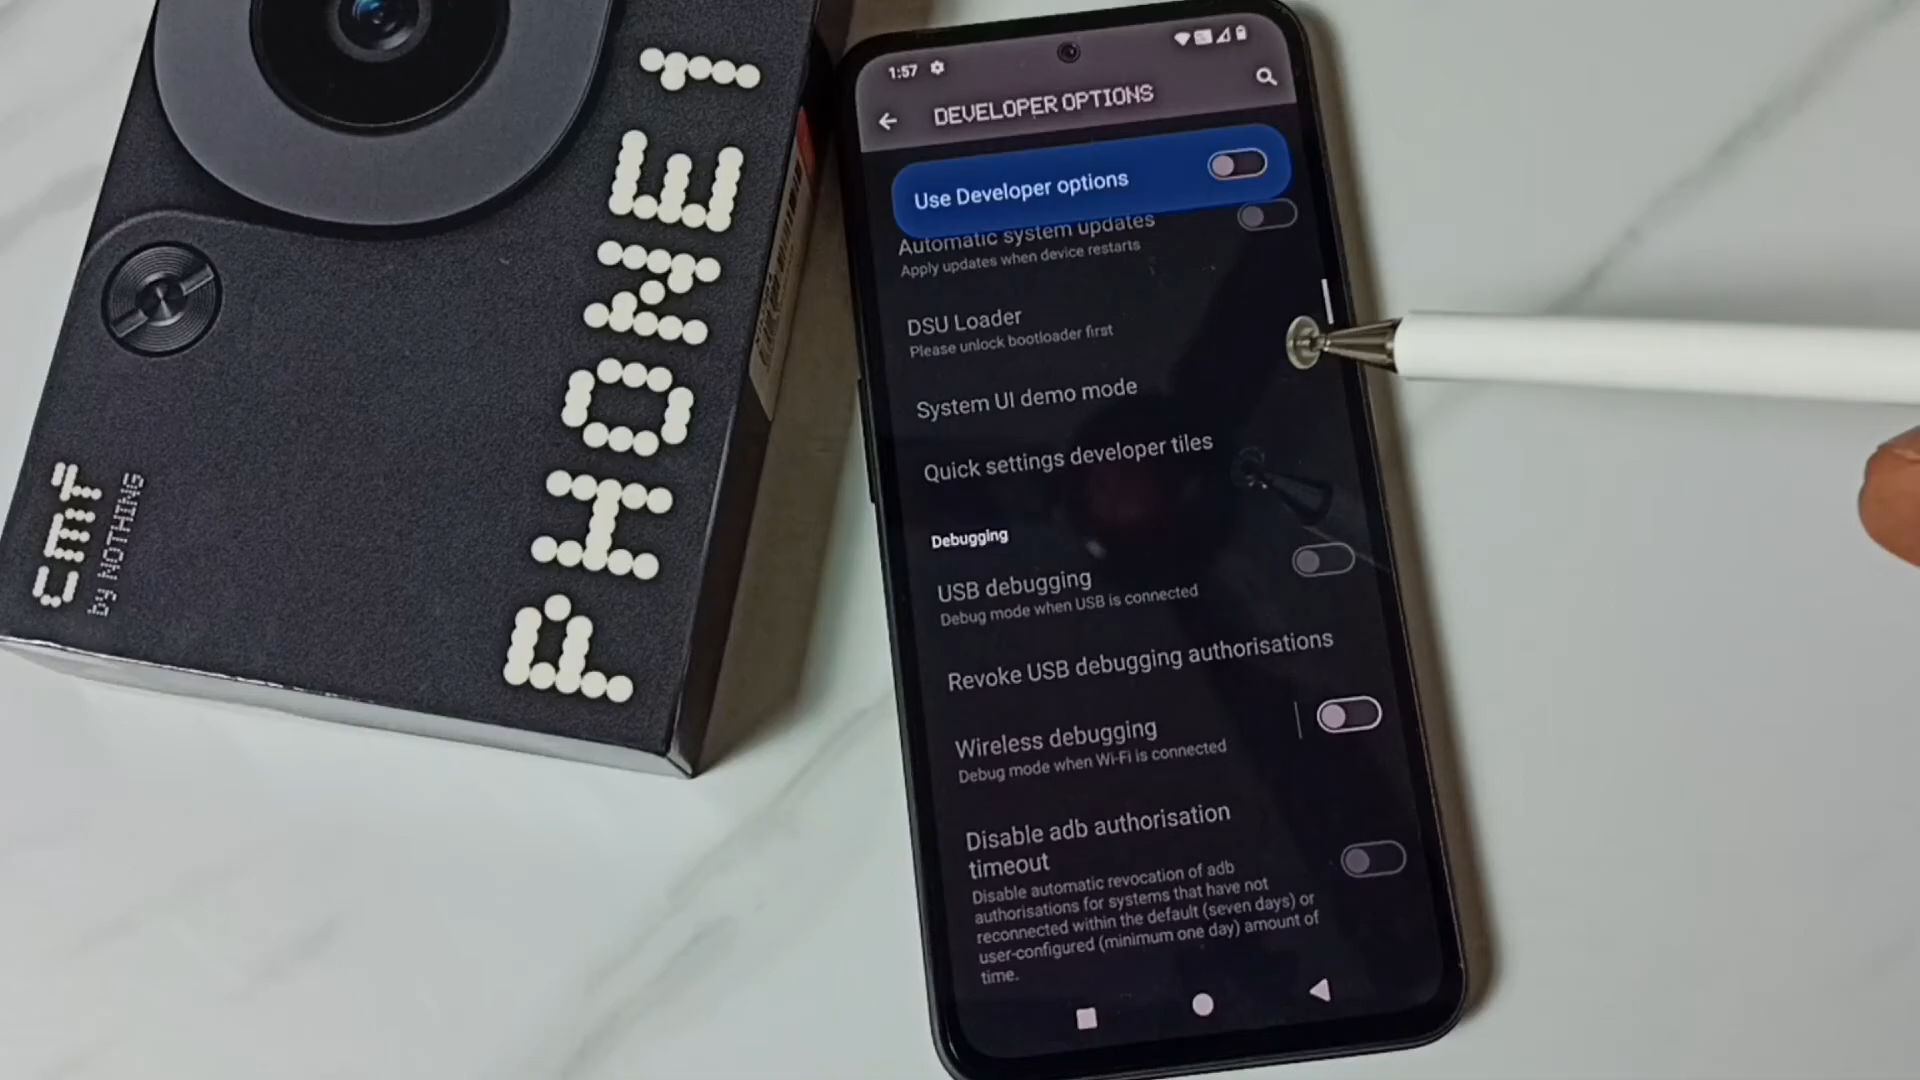 PHONE 1
cmf
by NOTHING
1:57
DEVELOPER OPTIONS
Use Developer options
Automatic system updates
Apply updates when device restarts
DSU Loader
Please unlock bootloader first
System UI demo mode
Quick settings developer tiles
Debugging
USB debugging
Debug mode when USB is connected
Revoke USB debugging authorisations
Wireless debugging
Debug mode when Wi-Fi is connected
Disable adb authorisation
timeout
Disable automatic revocation of adb
authorisations for systems that have not
reconnected within the default (seven days) or
user-configured (minimum one day) amount of
time.